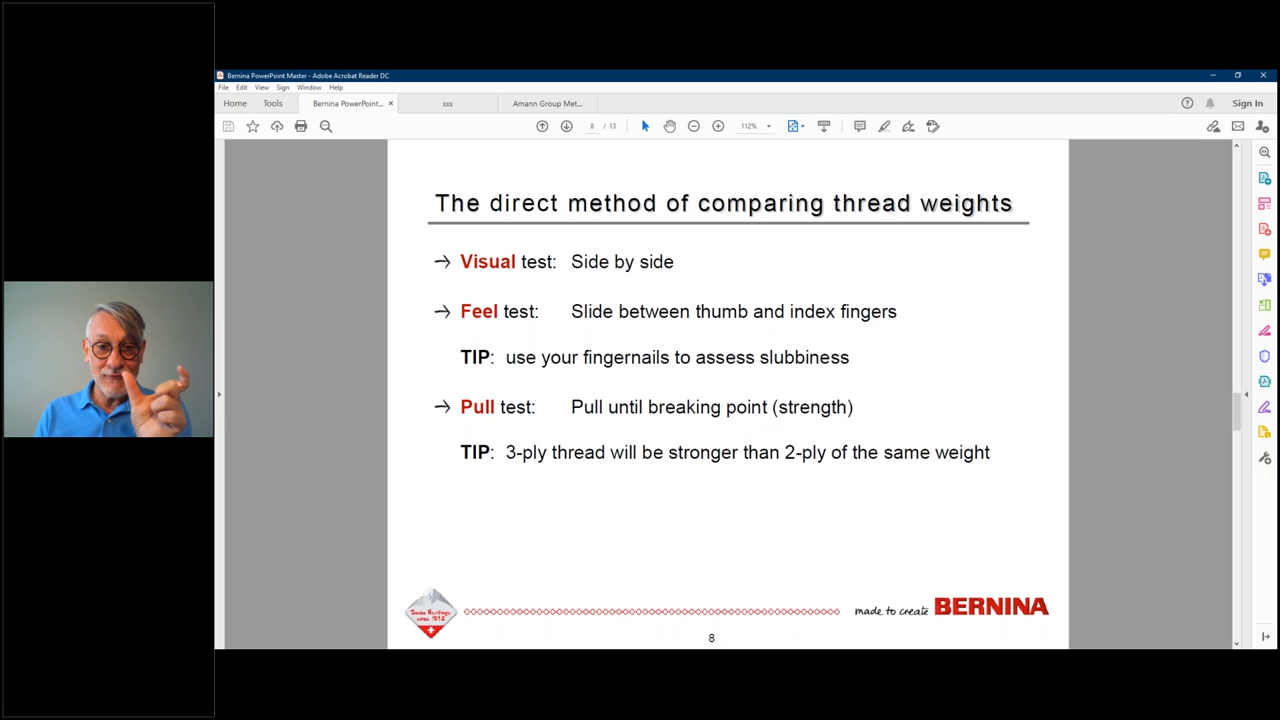 Bernina PowerPoint Master - Adobe Acrobat Reader DC
File Edit View Sign Window Help
Home Tools Bernina PowerPoint... × xxx Amann Group Met... Sign In
8 / 13 112%
The direct method of comparing thread weights
→ Visual test: Side by side
→ Feel test: Slide between thumb and index fingers
TIP: use your fingernails to assess slubbiness
→ Pull test: Pull until breaking point (strength)
TIP: 3-ply thread will be stronger than 2-ply of the same weight
Swiss Heritage
since 1893
made to create BERNINA
8